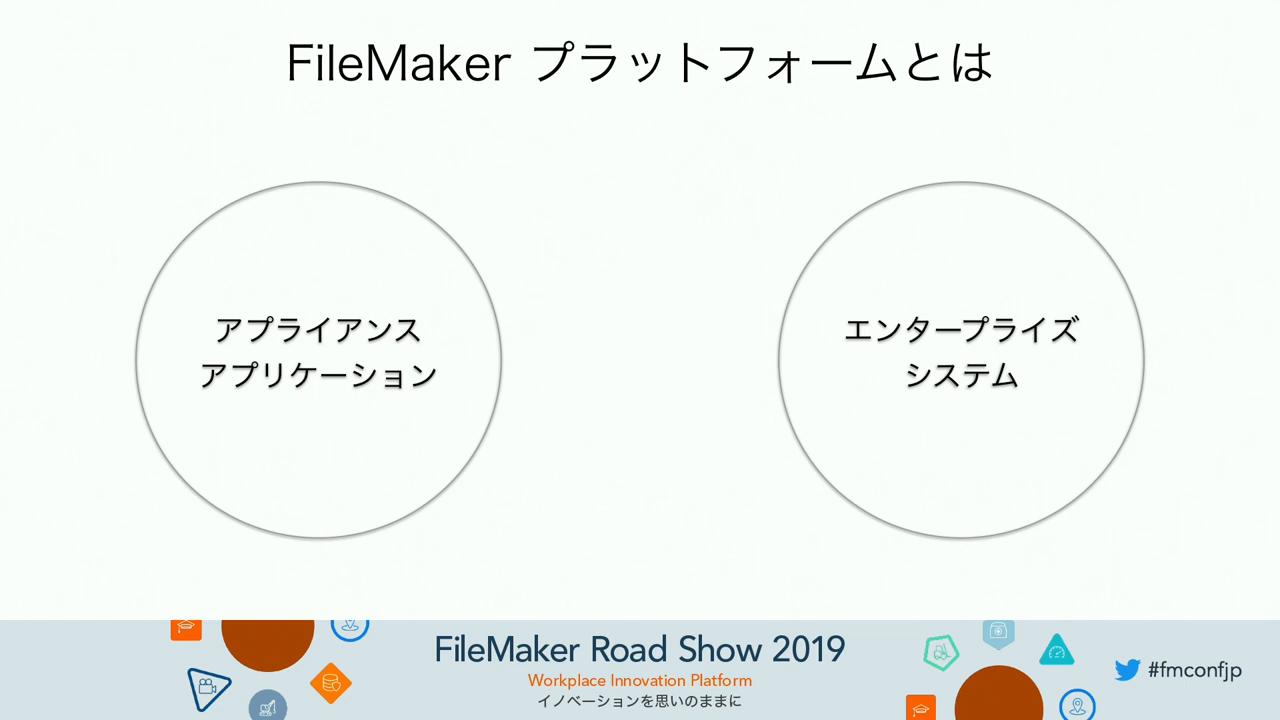 FileMaker プラットフォームとは
アプライアンス
アプリケーション
エンタープライズ
システム
FileMaker Road Show 2019
Workplace Innovation Platform
イノベーションを思いのままに
#fmconfjp